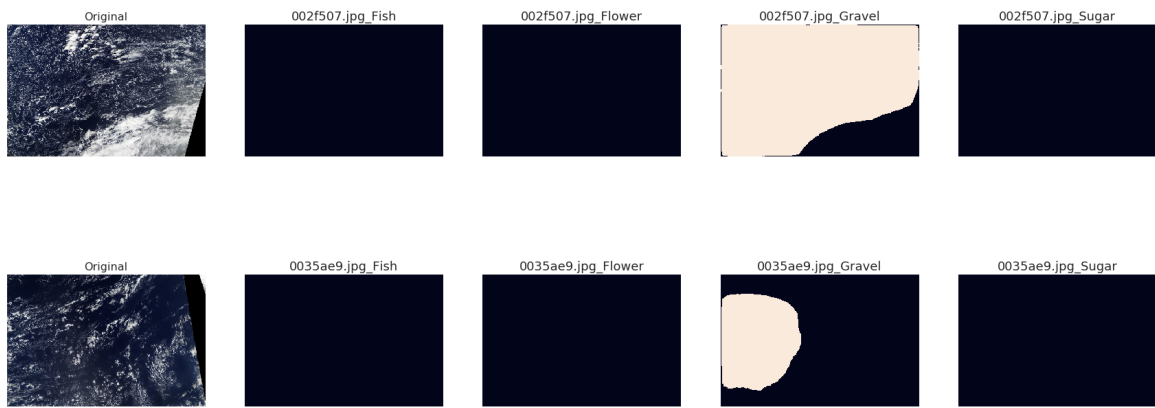 Original
002f507.jpg_Fish
002f507.jpg_Flower
002f507.jpg_Gravel
002f507.jpg_Sugar
Original
0035ae9.jpg_Fish
0035ae9.jpg_Flower
0035ae9.jpg_Gravel
0035ae9.jpg_Sugar